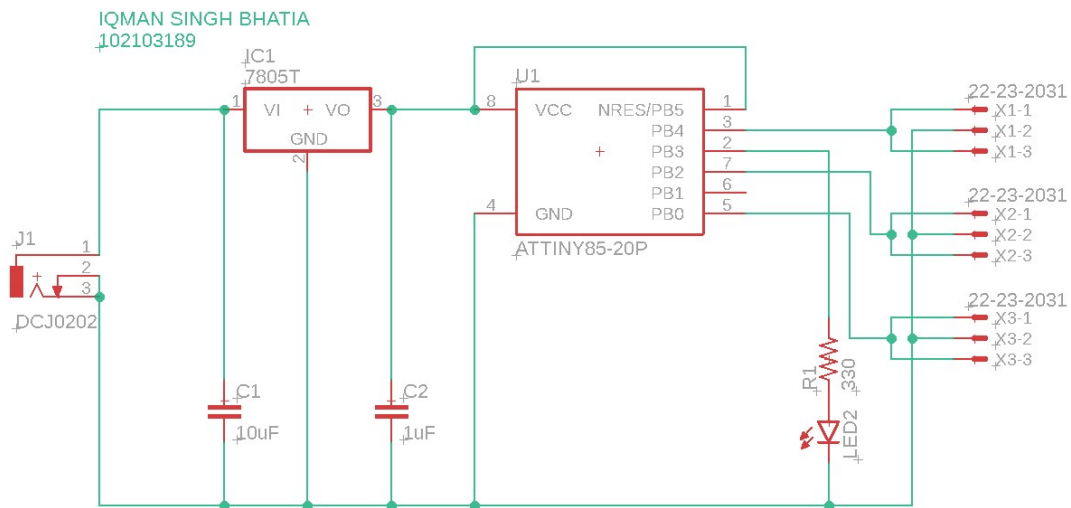 IQMAN SINGH BHATIA
102103189
IC1
7805T
1 VI VO 3
GND
2
U1
8 VCC NRES/PB5 1
PB4 3
PB3 2
PB2 7
PB1 6
4 GND PB0 5
ATTINY85-20P
22-23-2031
X1-1
X1-2
X1-3
22-23-2031
X2-1
X2-2
X2-3
22-23-2031
X3-1
X3-2
X3-3
J1
1
2
3
DCJ0202
C1
10uF
C2
1uF
R1
330
LED2